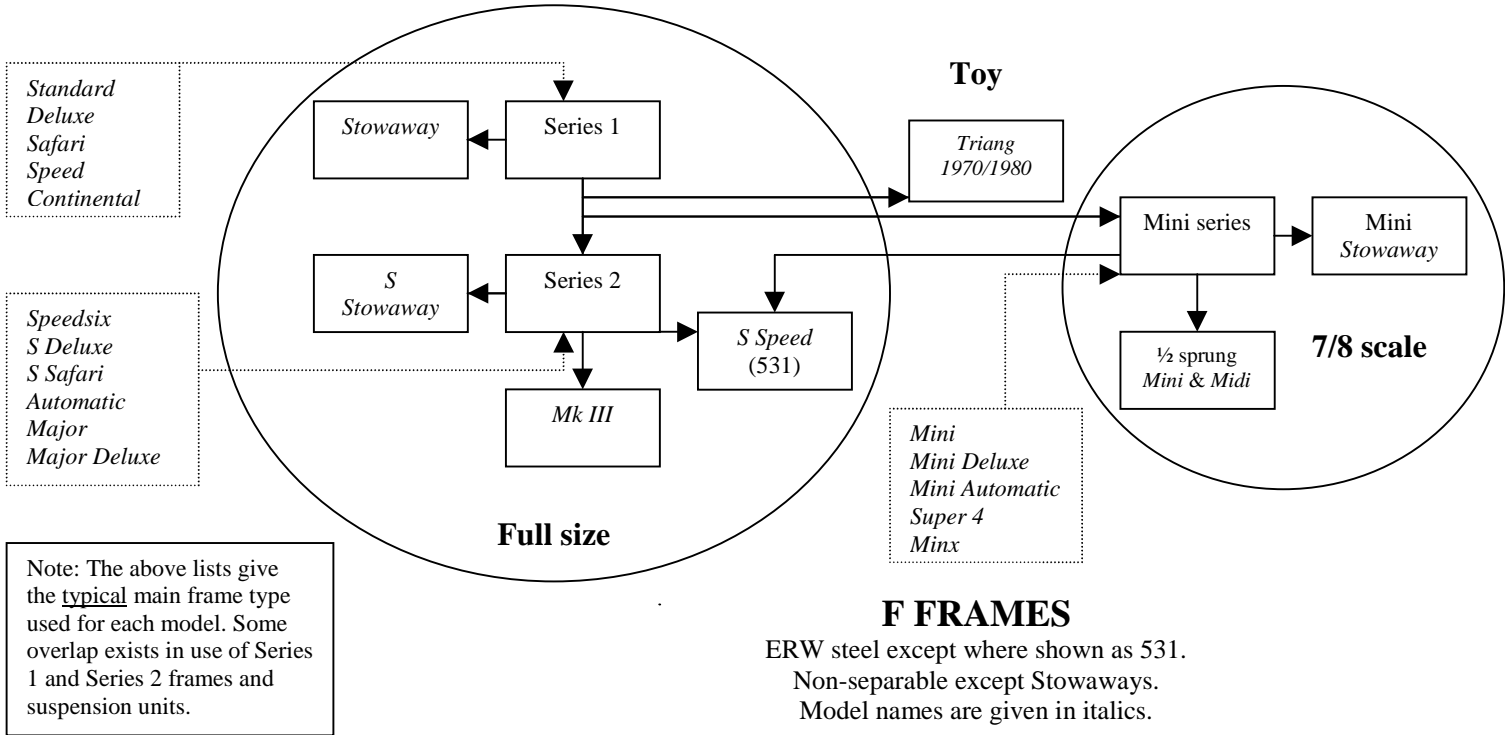 Standard
Deluxe
Safari
Speed
Continental
Stowaway
Series 1
Toy
Triang
1970/1980
Mini series
Mini
Stowaway
S
Stowaway
Series 2
S Speed
(531)
½ sprung
Mini & Midi
7/8 scale
Speedsix
S Deluxe
S Safari
Automatic
Major
Major Deluxe
Mk III
Mini
Mini Deluxe
Mini Automatic
Super 4
Minx
Full size
Note: The above lists give
the typical main frame type
used for each model. Some
overlap exists in use of Series
1 and Series 2 frames and
suspension units.
F FRAMES
ERW steel except where shown as 531.
Non-separable except Stowaways.
Model names are given in italics.